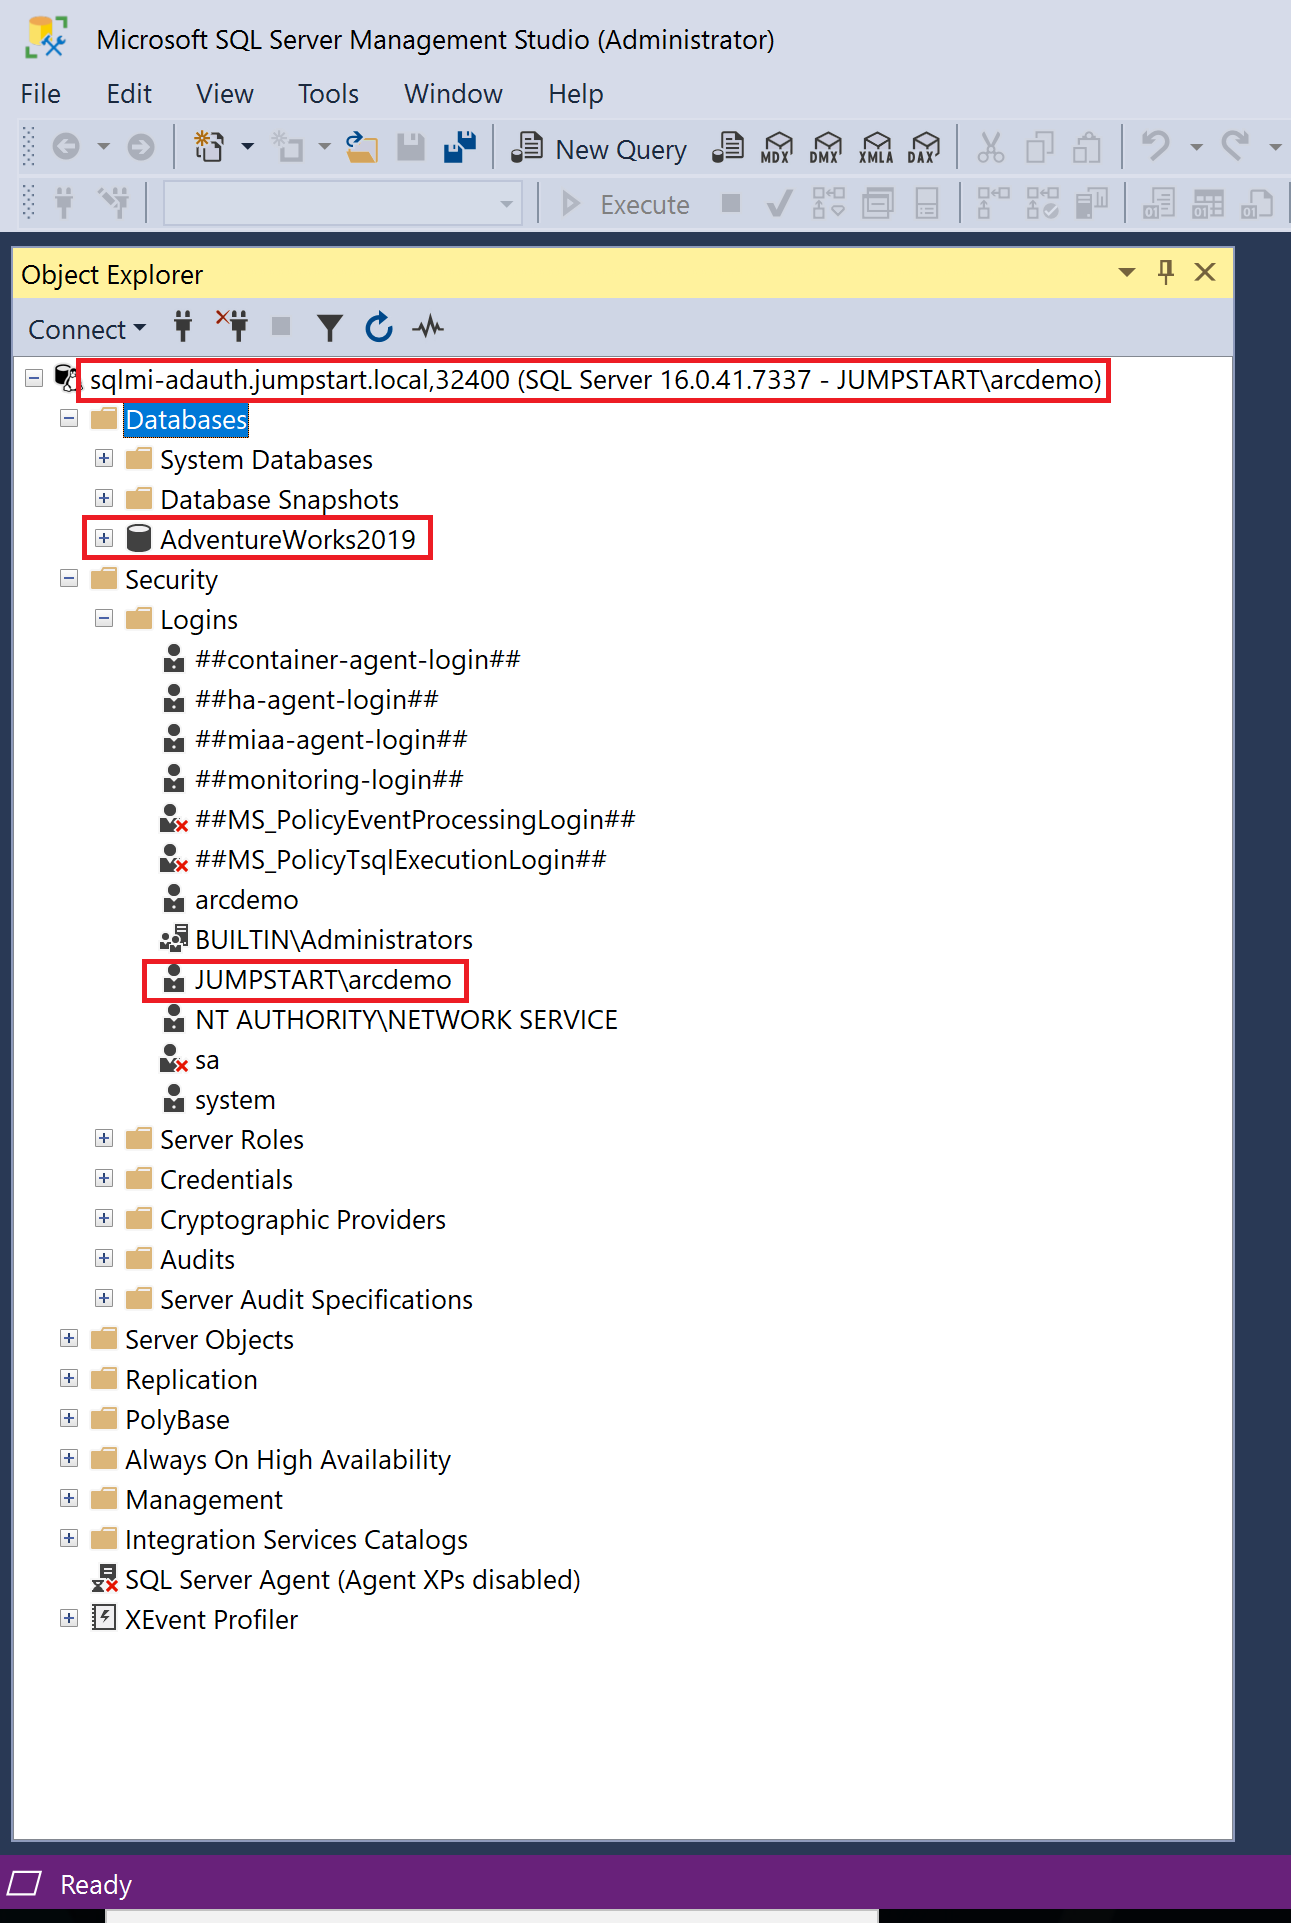 Microsoft SQL Server Management Studio (Administrator)
File Edit View Tools Window Help
New Query MDX DMX XMLA DAX
Execute
Object Explorer
Connect
sqlmi-adauth.jumpstart.local,32400 (SQL Server 16.0.41.7337 - JUMPSTART\arcdemo)
Databases
System Databases
Database Snapshots
AdventureWorks2019
Security
Logins
##container-agent-login##
##ha-agent-login##
##miaa-agent-login##
##monitoring-login##
##MS_PolicyEventProcessingLogin##
##MS_PolicyTsqlExecutionLogin##
arcdemo
BUILTIN\Administrators
JUMPSTART\arcdemo
NT AUTHORITY\NETWORK SERVICE
sa
system
Server Roles
Credentials
Cryptographic Providers
Audits
Server Audit Specifications
Server Objects
Replication
PolyBase
Always On High Availability
Management
Integration Services Catalogs
SQL Server Agent (Agent XPs disabled)
XEvent Profiler
Ready